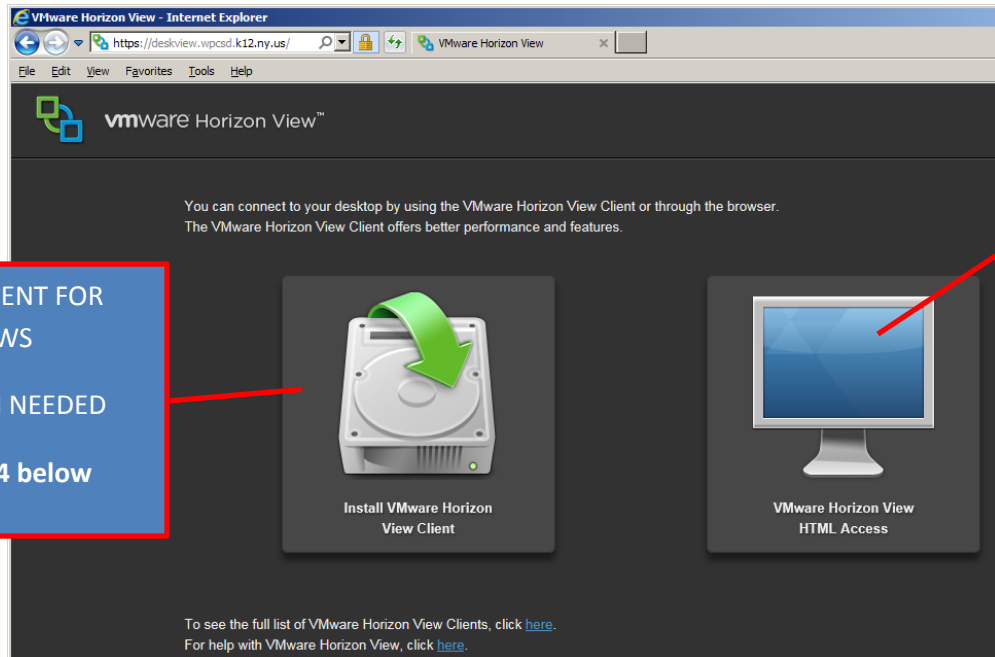 VMware Horizon View - Internet Explorer
https://deskview.wpcsd.k12.ny.us/
VMware Horizon View
File Edit View Favorites Tools Help
vmware Horizon View™
You can connect to your desktop by using the VMware Horizon View Client or through the browser.
The VMware Horizon View Client offers better performance and features.
FOR
NEEDED
4 below
Install VMware Horizon
View Client
VMware Horizon View
HTML Access
To see the full list of VMware Horizon View Clients, click here.
For help with VMware Horizon View, click here.